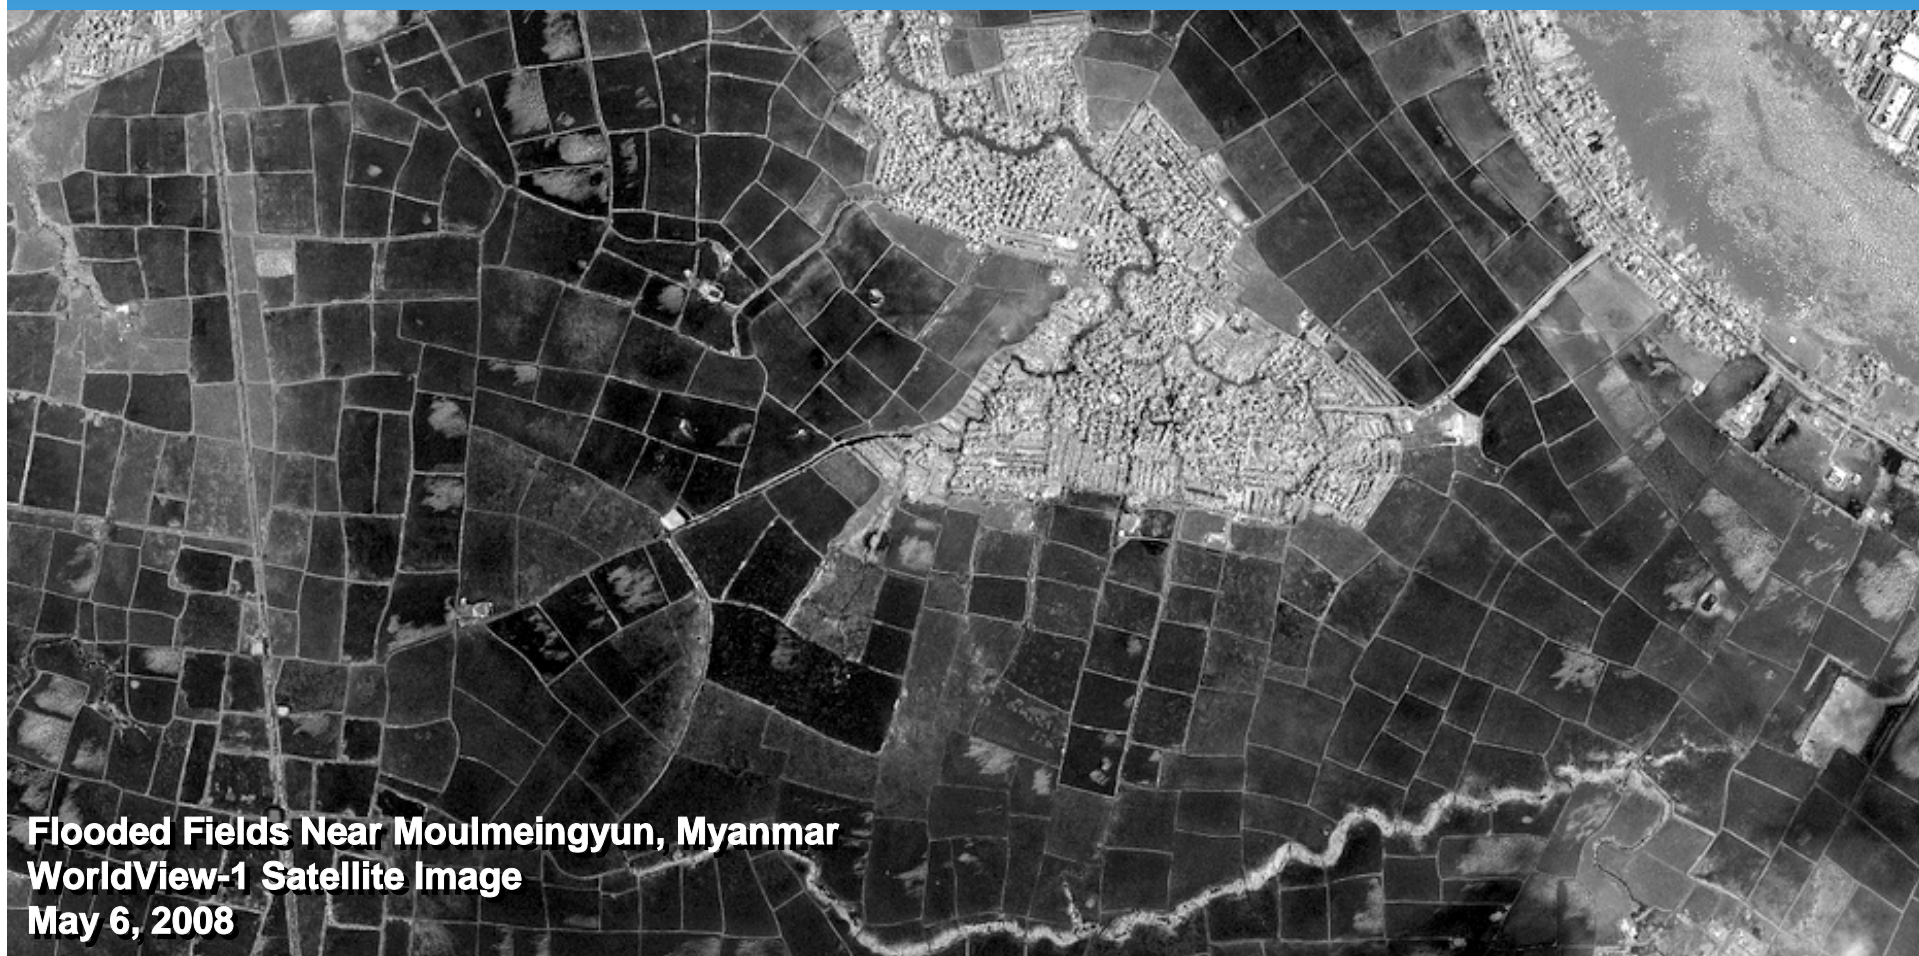 Flooded Fields Near Moulmeingyun, Myanmar
WorldView-1 Satellite Image
May 6, 2008